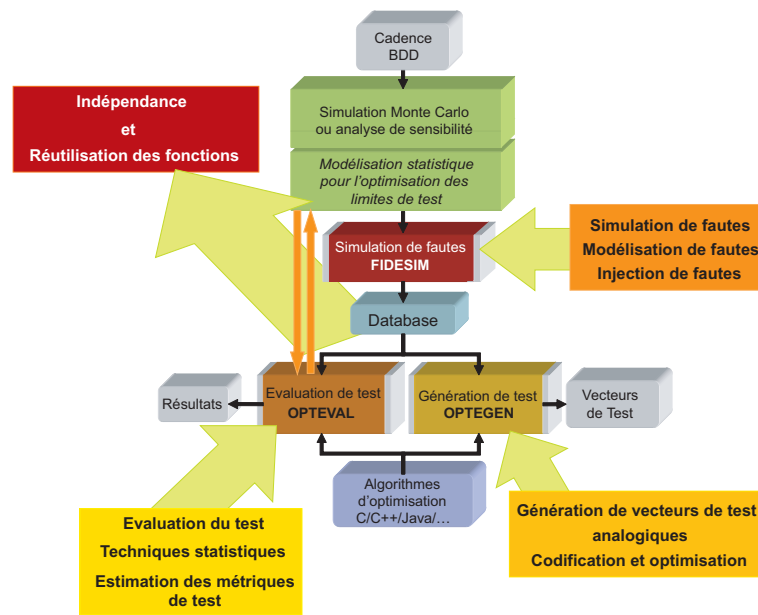 Cadence
BDD
Indépendance
et
Réutilisation des fonctions
Simulation Monte Carlo
ou analyse de sensibilité
Modélisation statistique
pour l'optimisation des
limites de test
Simulation de fautes
FIDESIM
Simulation de fautes
Modélisation de fautes
Injection de fautes
Database
Résultats
Evaluation de test
OPTEVAL
Génération de test
OPTEGEN
Vecteurs
de Test
Algorithmes
d'optimisation
C/C++/Java/…
Evaluation du test
Techniques statistiques
Estimation des métriques
de test
Génération de vecteurs de test
analogiques
Codification et optimisation